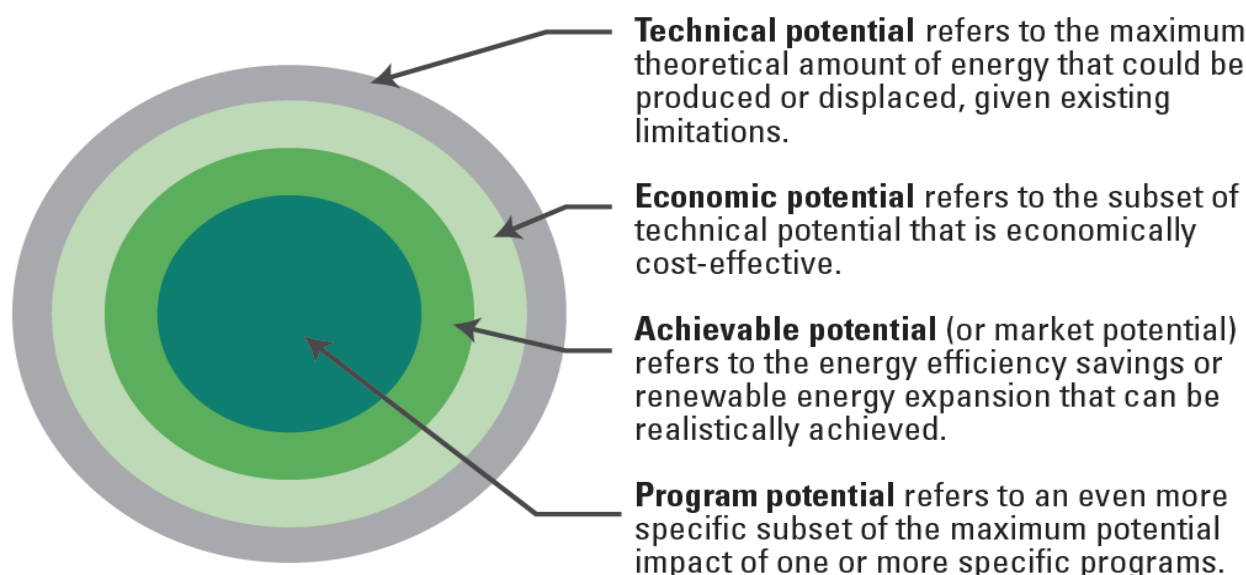 Technical potential refers to the maximum
theoretical amount of energy that could be
produced or displaced, given existing
limitations.
Economic potential refers to the subset of
technical potential that is economically
cost-effective.
Achievable potential (or market potential)
refers to the energy efficiency savings or
renewable energy expansion that can be
realistically achieved.
Program potential refers to an even more
specific subset of the maximum potential
impact of one or more specific programs.